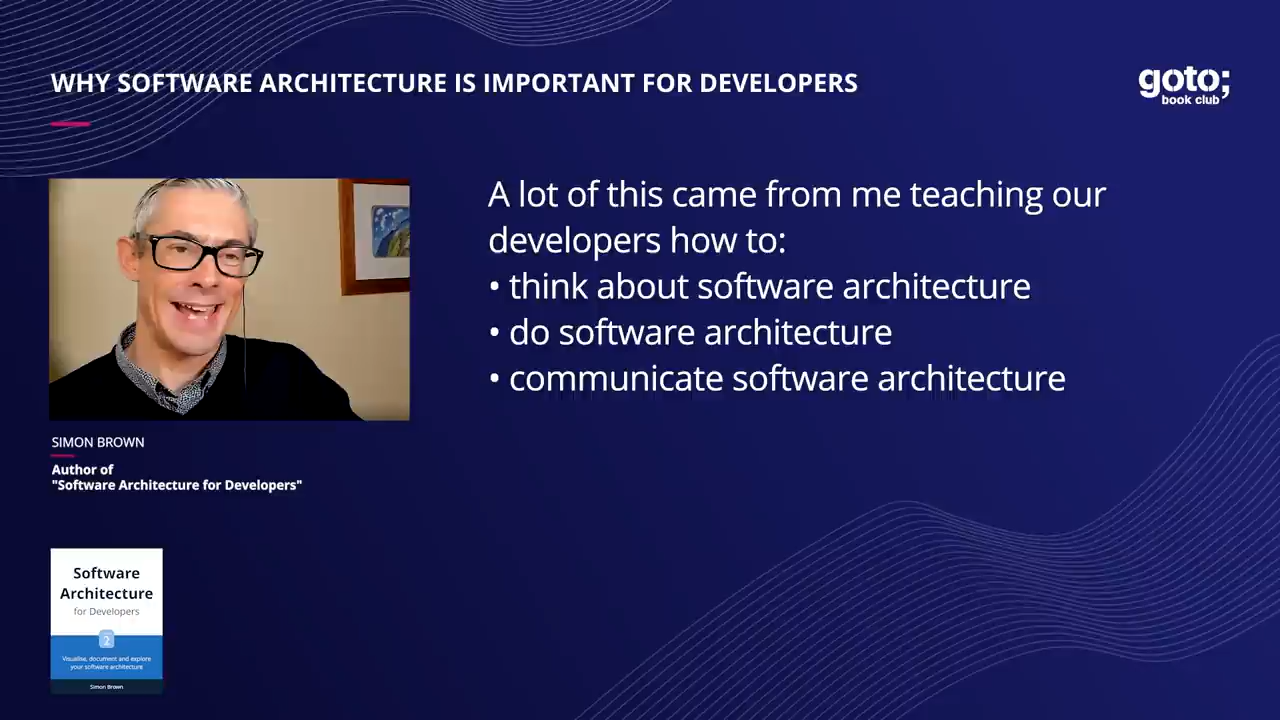 WHY SOFTWARE ARCHITECTURE IS IMPORTANT FOR DEVELOPERS
goto;
book club
A lot of this came from me teaching our
developers how to:
• think about software architecture
• do software architecture
• communicate software architecture
SIMON BROWN
Author of
"Software Architecture for Developers"
Software
Architecture
for Developers
2
Visualise, document and explore
your software architecture
Simon Brown